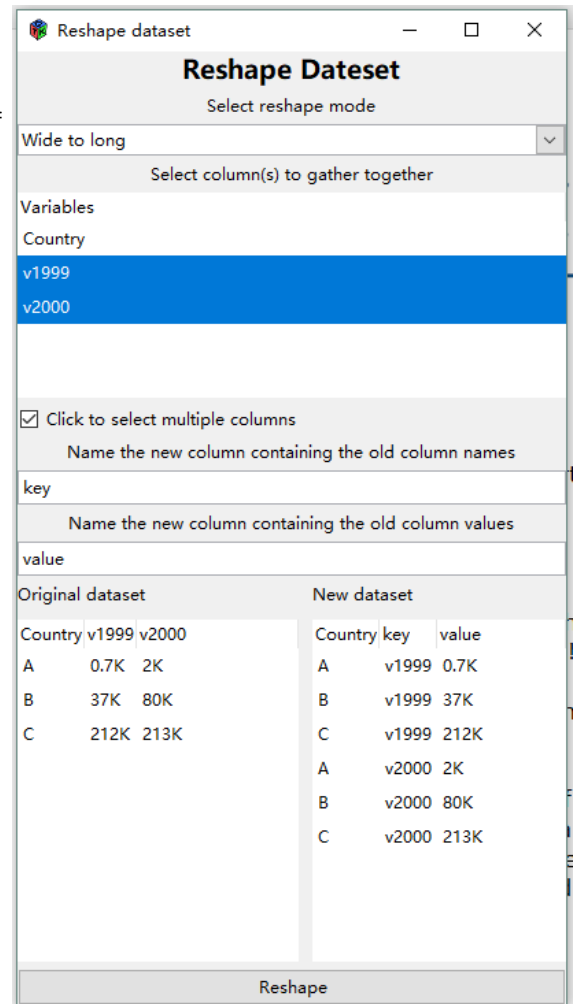 Reshape dataset
Reshape Dateset
Select reshape mode
Wide to long
Select column(s) to gather together
Variables
Country
v1999
v2000
Click to select multiple columns
Name the new column containing the old column names
key
Name the new column containing the old column values
value
Original dataset New dataset
Country v1999 v2000 Country key value
A 0.7K 2K A v1999 0.7K
B 37K 80K B v1999 37K
C 212K 213K C v1999 212K
A v2000 2K
B v2000 80K
C v2000 213K
Reshape